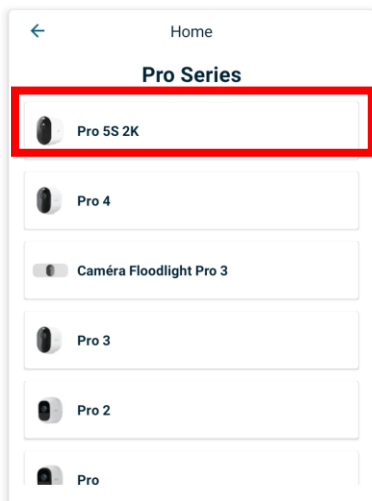 Home
Pro Series
Pro 5S 2K
Pro 4
Caméra Floodlight Pro 3
Pro 3
Pro 2
Pro